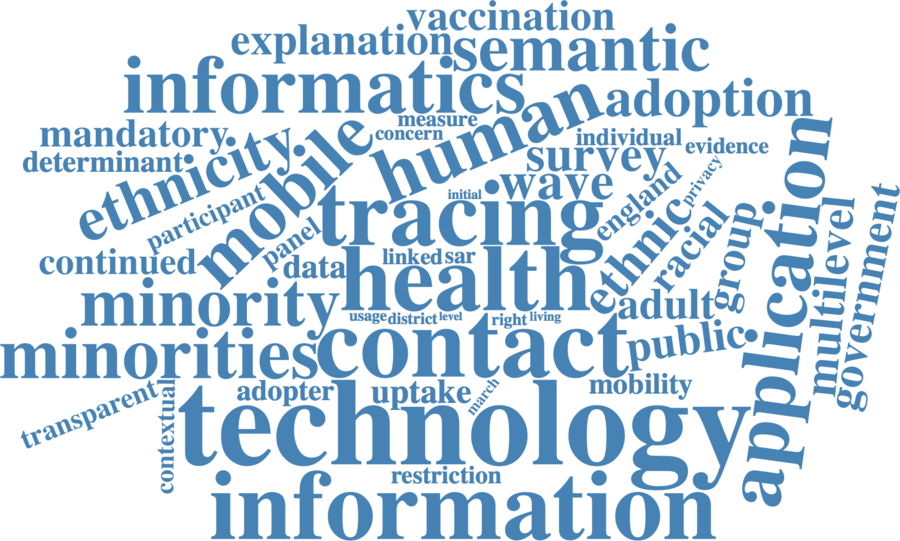 vaccination
explanation
semantic
informatics
human
adoption
measure
concern
mandatory
determinant
ethnicity
mobile
individual
evidence
survey
wave
privacy
england
initial
participant
tracing
panel
ethnic
racial
group
application
multilevel
government
continued
data
linked
sar
health
minority
adult
usage
district
level
right
living
minorities
contact
public
mobility
transparent
contextual
adopter
uptake
march
technology
restriction
information